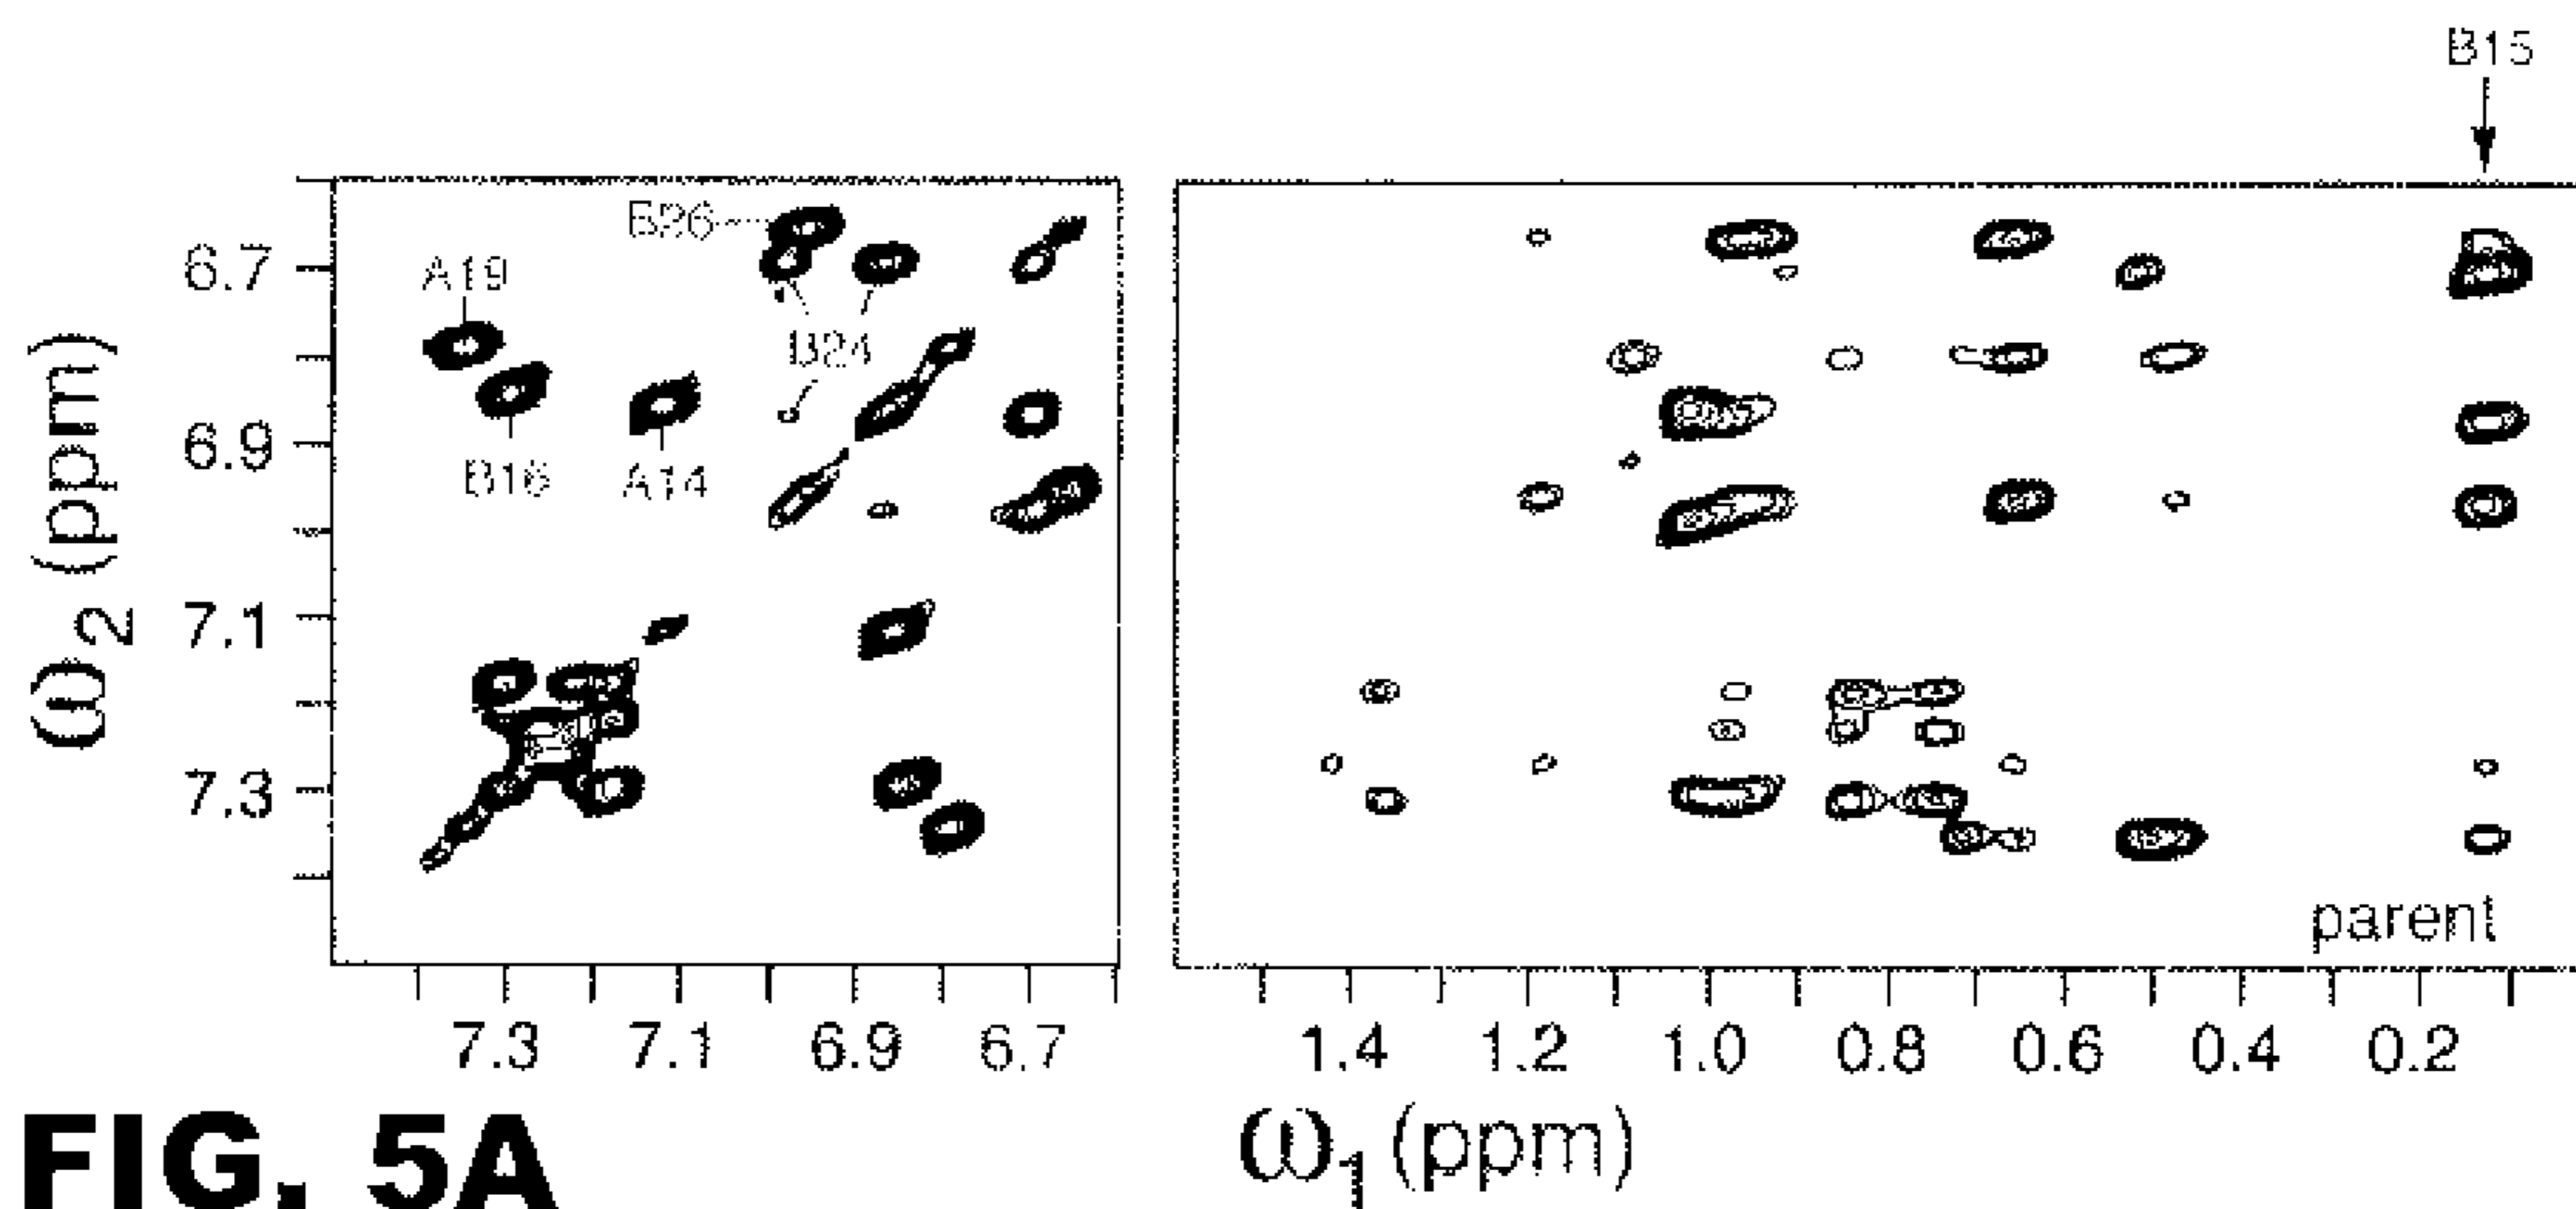 B15
B26
A19
6.7
B24
6.9
B16
A14
7.1
7.3
ω2 (ppm)
parent
7.3 7.1 6.9 6.7
1.4 1.2 1.0 0.8 0.6 0.4 0.2
ω1 (ppm)
FIG. 5A